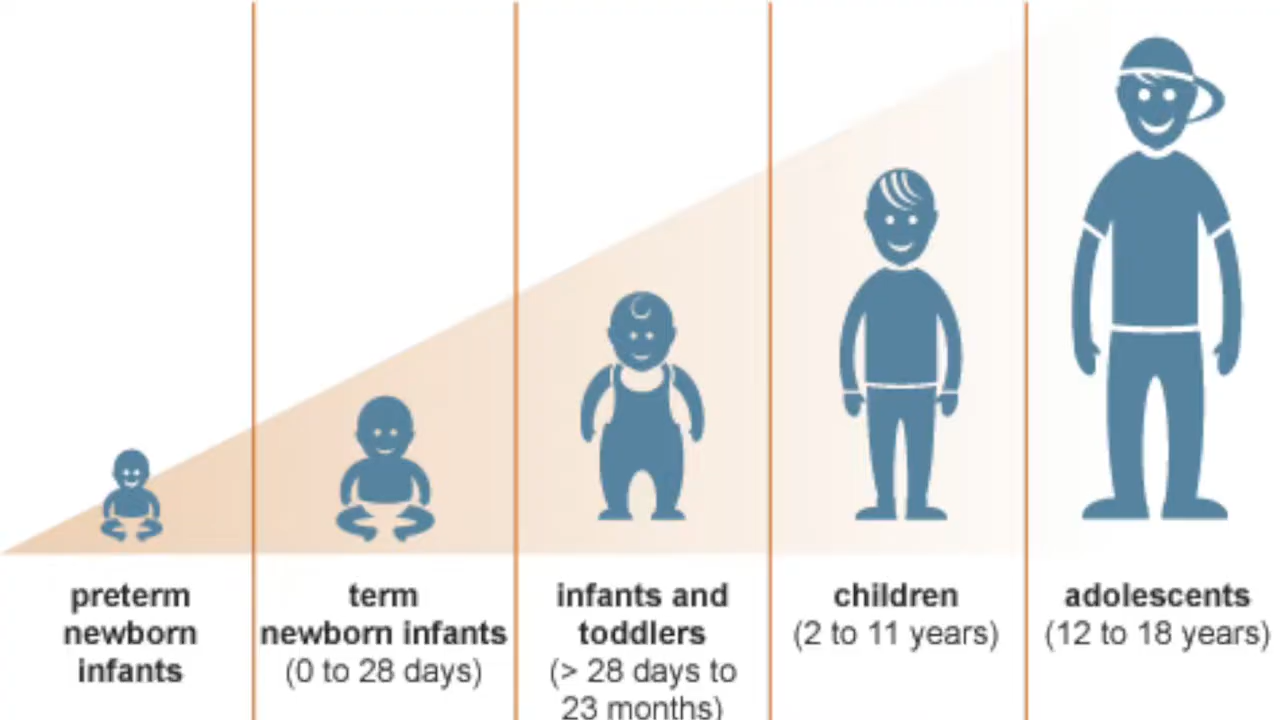 preterm
newborn
infants
term
newborn infants
(0 to 28 days)
infants and
toddlers
(> 28 days to
23 months)
children
(2 to 11 years)
adolescents
(12 to 18 years)